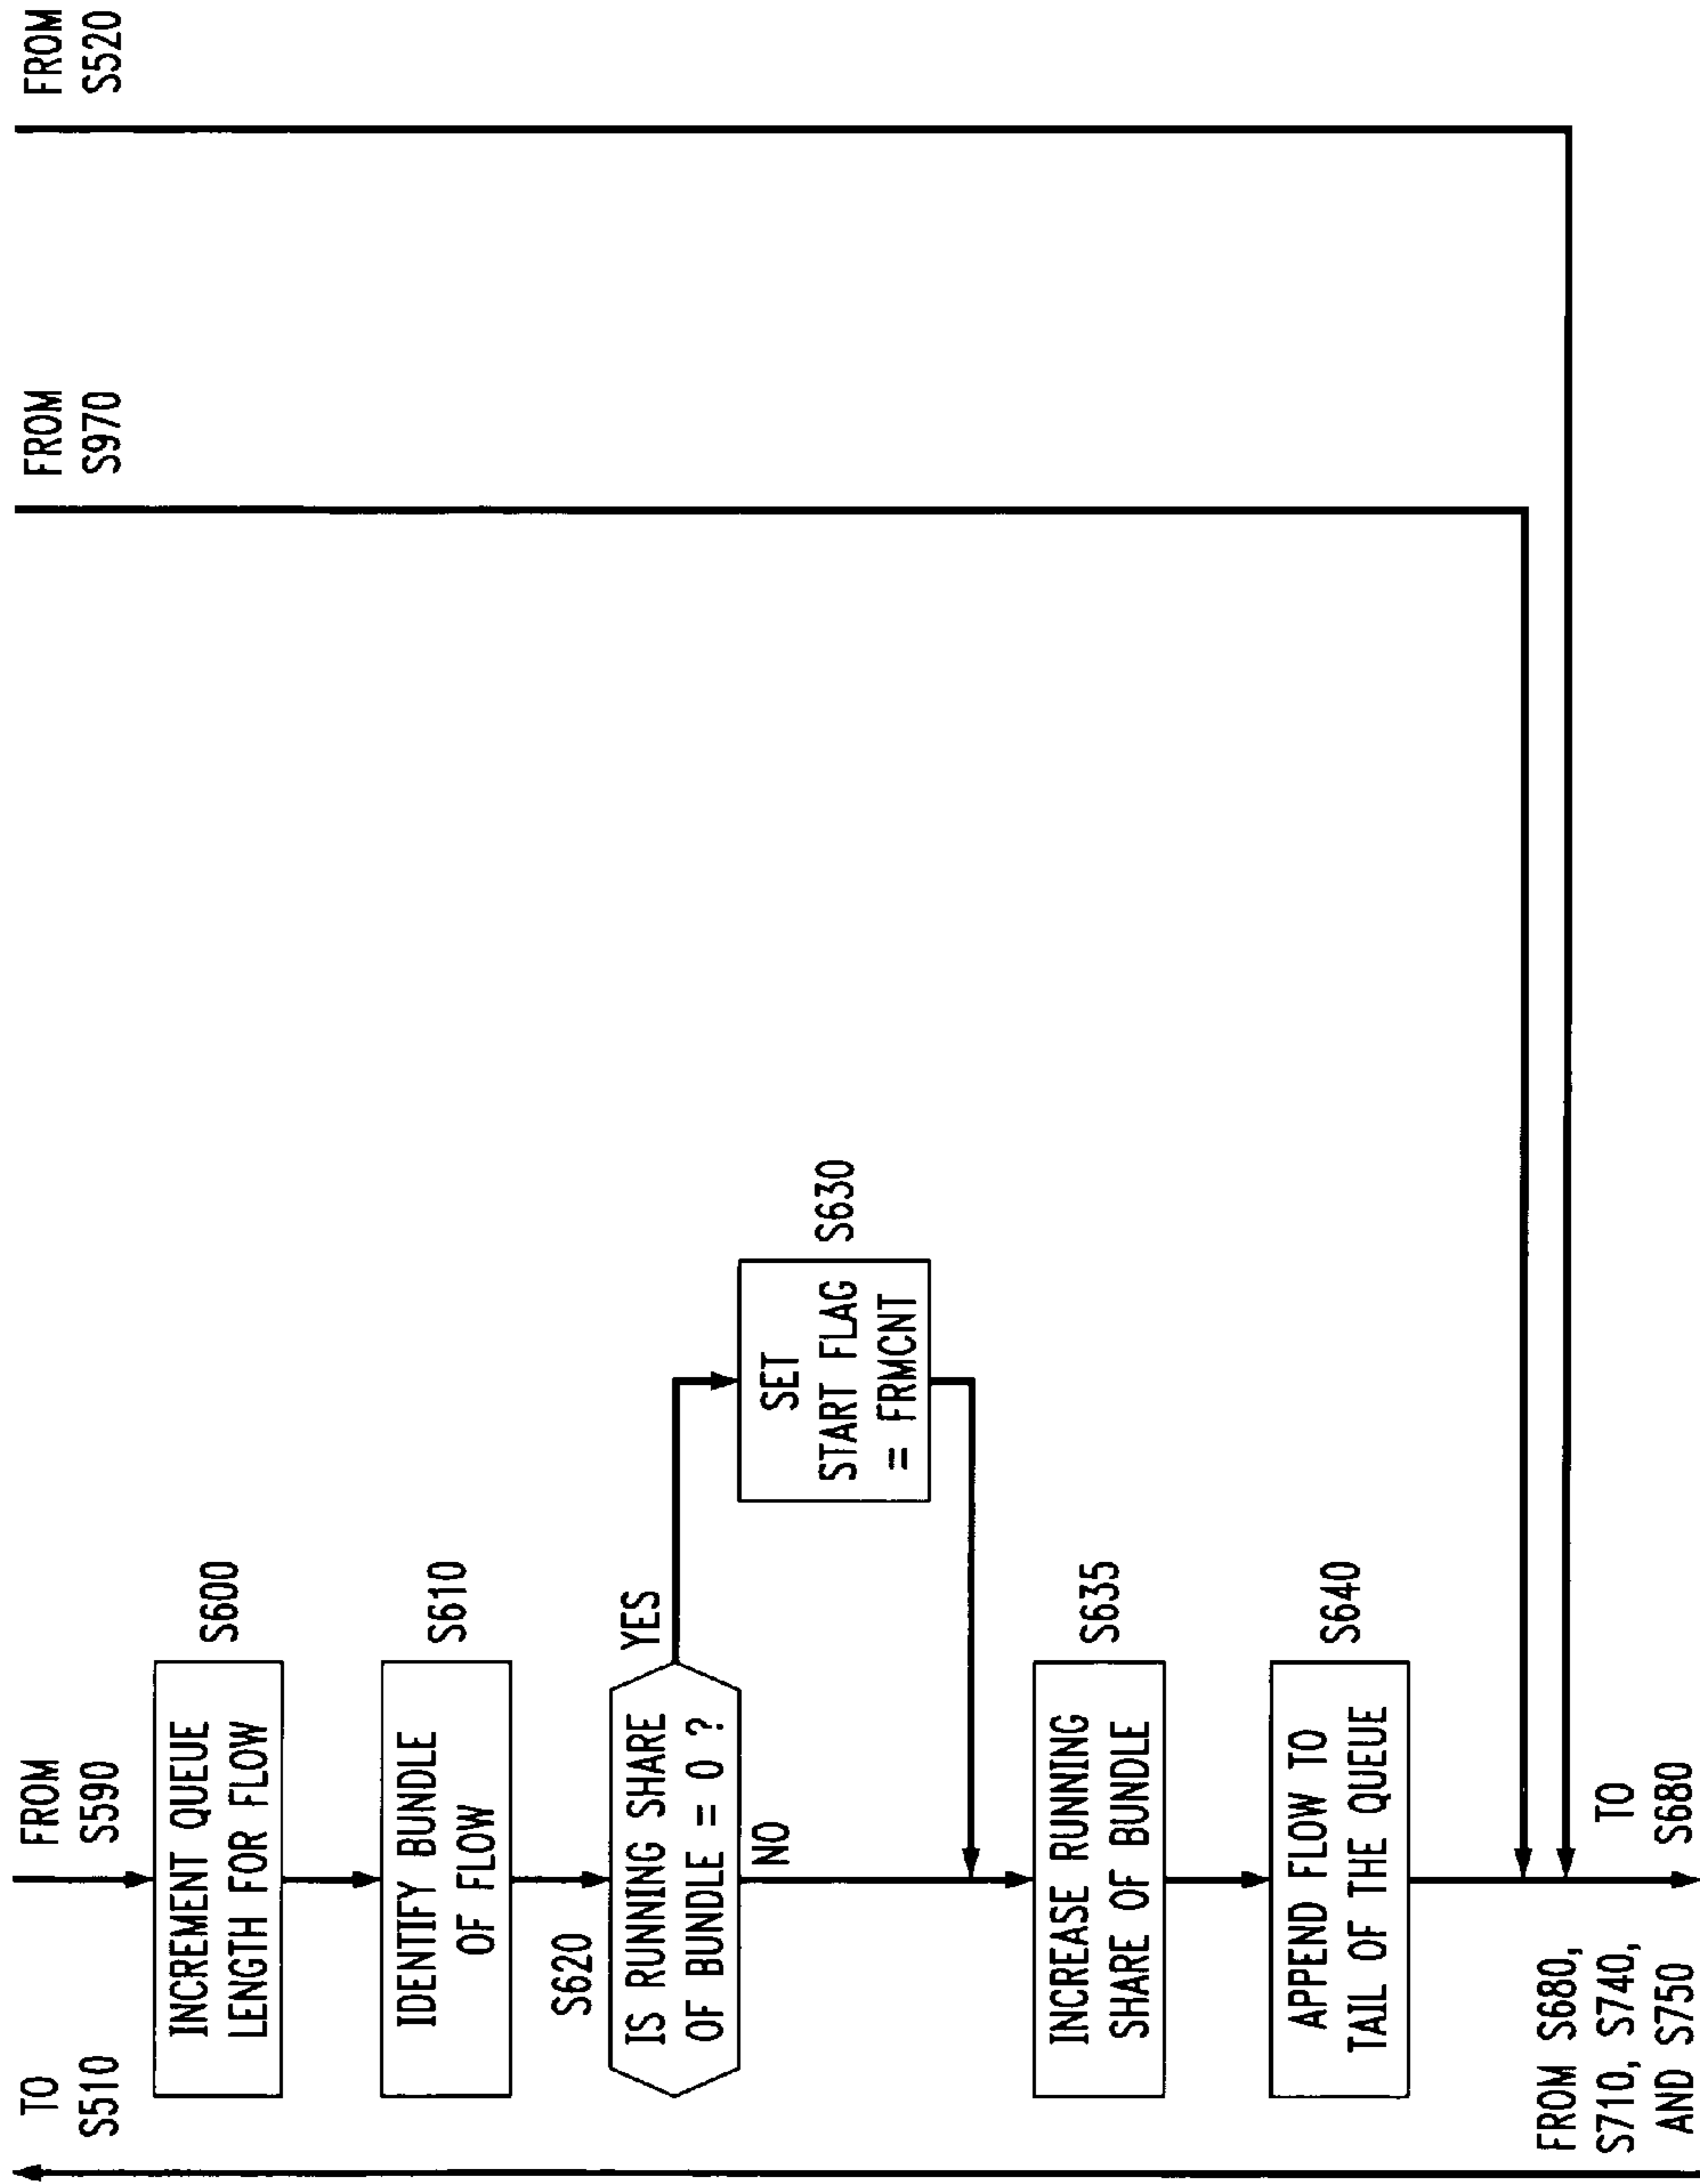 TO
S510
FROM
S590
FROM
S970
FROM
S520
INCREMENT QUEUE
LENGTH FOR FLOW
S600
IDENTIFY BUNDLE
OF FLOW
S610
S620
IS RUNNING SHARE
OF BUNDLE = 0 ?
YES
NO
SET
START FLAG
= FRMCNT
S630
INCREASE RUNNING
SHARE OF BUNDLE
S635
APPEND FLOW TO
TAIL OF THE QUEUE
S640
FROM S680,
S710, S740,
AND S750
TO
S680